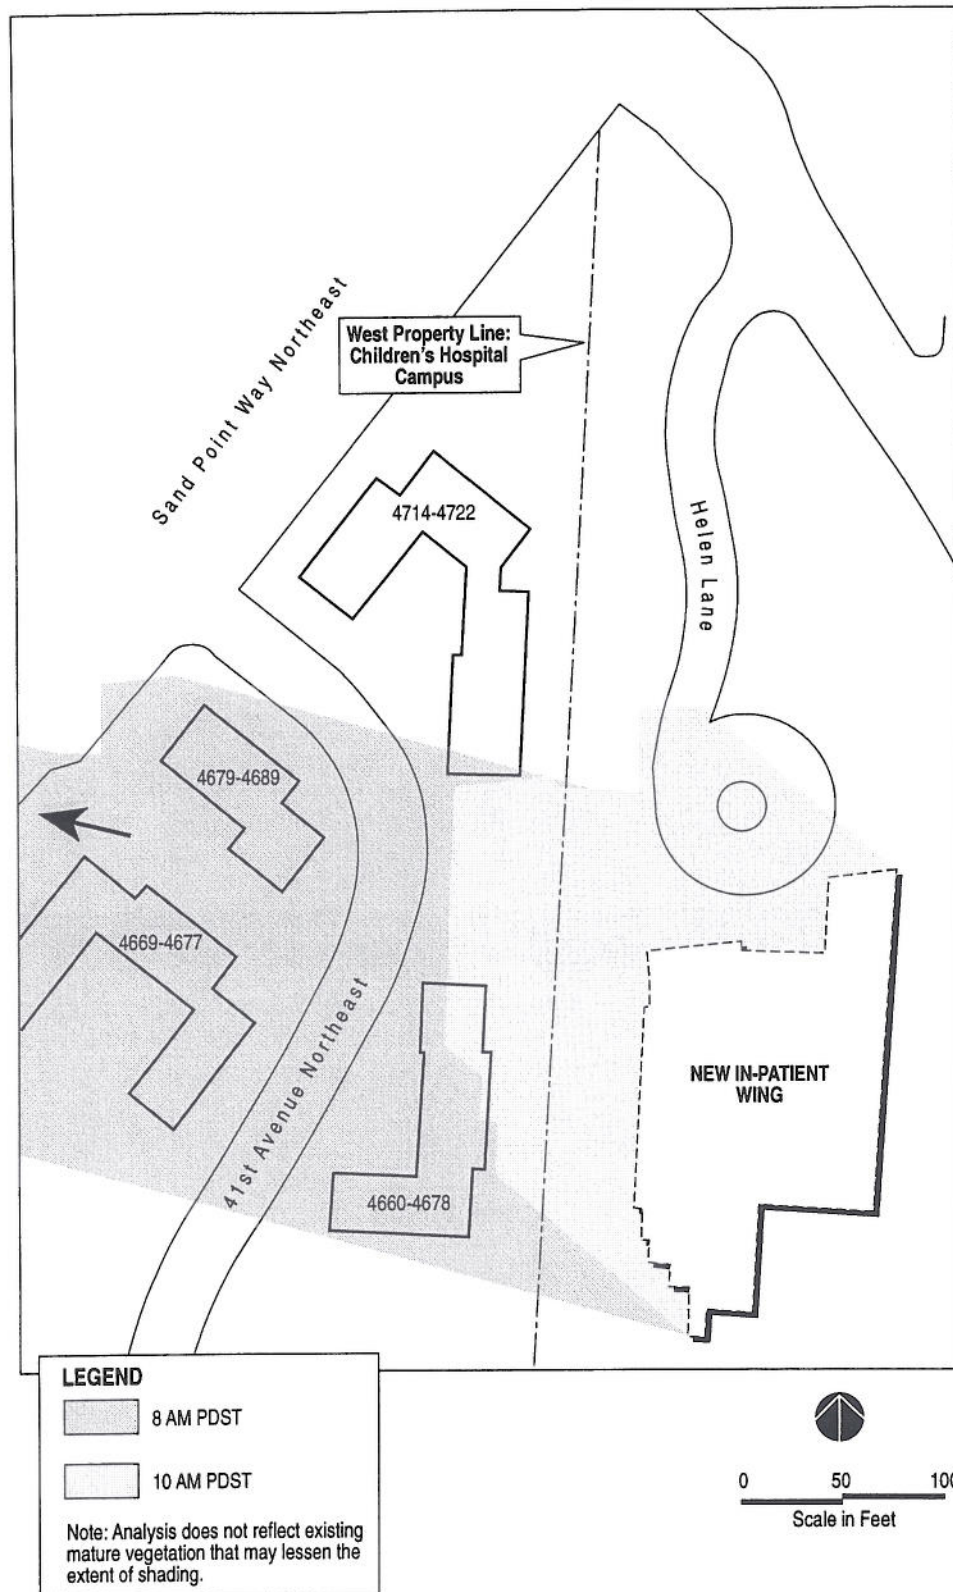 Sand Point Way Northeast
West Property Line:
Children's Hospital
Campus
4714-4722
Helen Lane
4679-4689
4669-4677
41st Avenue Northeast
4660-4678
NEW IN-PATIENT
WING
LEGEND
8 AM PDST
10 AM PDST
Note: Analysis does not reflect existing
mature vegetation that may lessen the
extent of shading.
0 50 100
Scale in Feet